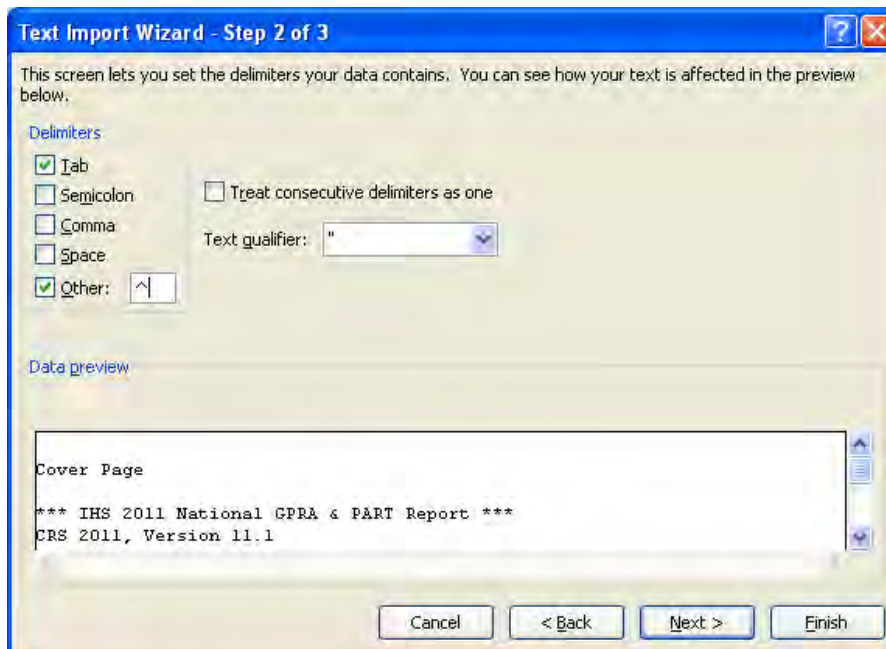 Text Import Wizard - Step 2 of 3
This screen lets you set the delimiters your data contains. You can see how your text is affected in the preview
below.
Delimiters
Tab
Semicolon
Comma
Space
Other: ^
Treat consecutive delimiters as one
Text qualifier: "
Data preview
Cover Page
*** IHS 2011 National GPRA & PART Report ***
CRS 2011, Version 11.1
Cancel
< Back
Next >
Finish